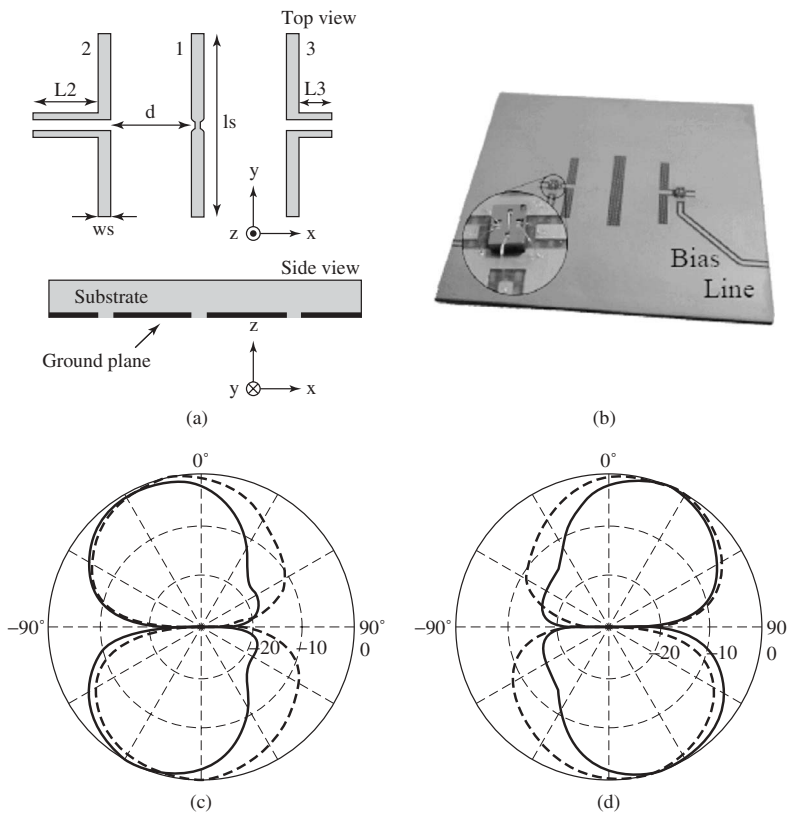 Top view
2
1
3
L2
L3
d
ls
y
ws
z
x
Side view
Substrate
z
Ground plane
y
x
(a)
Bias
Line
(b)
0°
–90°
90°
–20
–10
0
(c)
0°
–90°
90
–20
–10
0
(d)